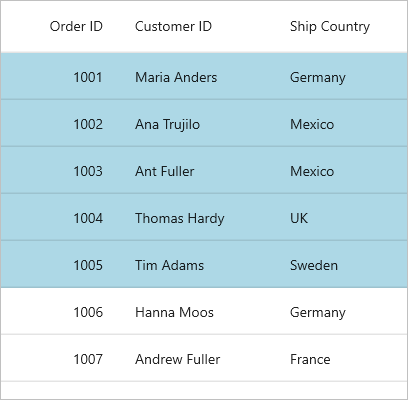 Order ID Customer ID Ship Country
1001 Maria Anders Germany
1002 Ana Trujilo Mexico
1003 Ant Fuller Mexico
1004 Thomas Hardy UK
1005 Tim Adams Sweden
1006 Hanna Moos Germany
1007 Andrew Fuller France